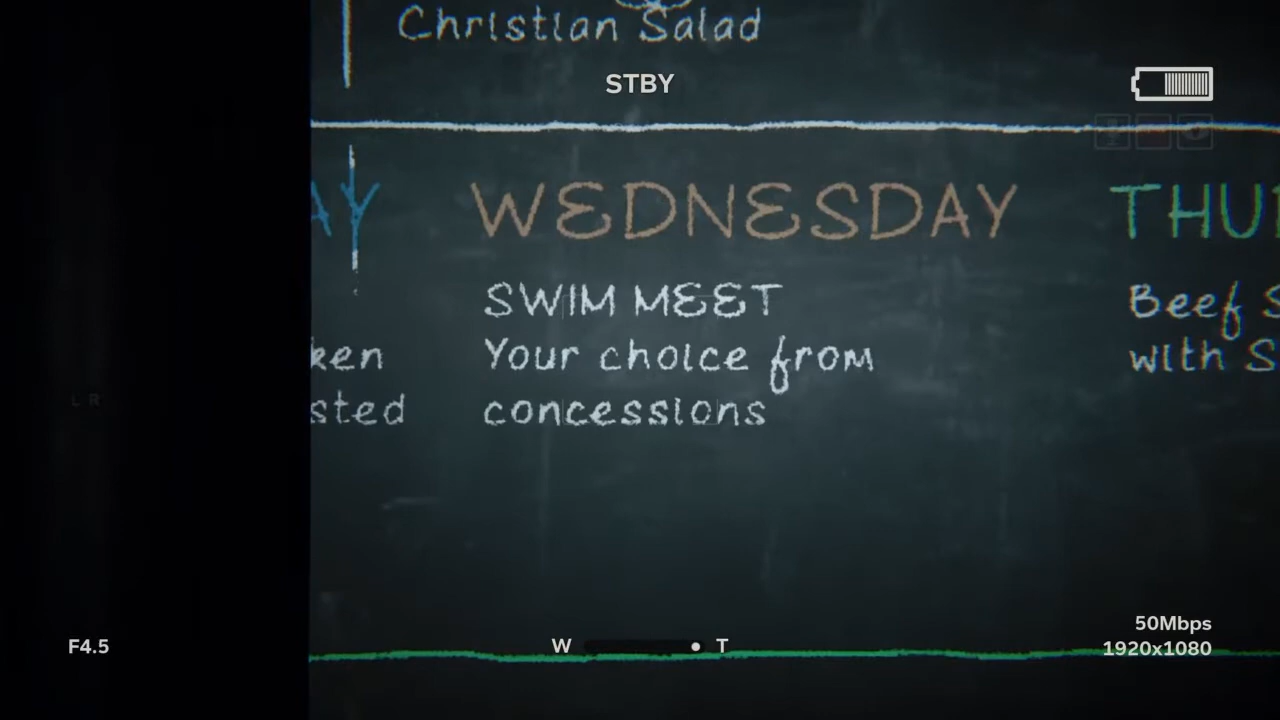 Christian Salad
STBY
AY
WEDNESDAY
THU
SWIM MEET
Your choice from
concessions
ken
sted
Beef S
with S
L R
F4.5
W T
50Mbps
1920x1080